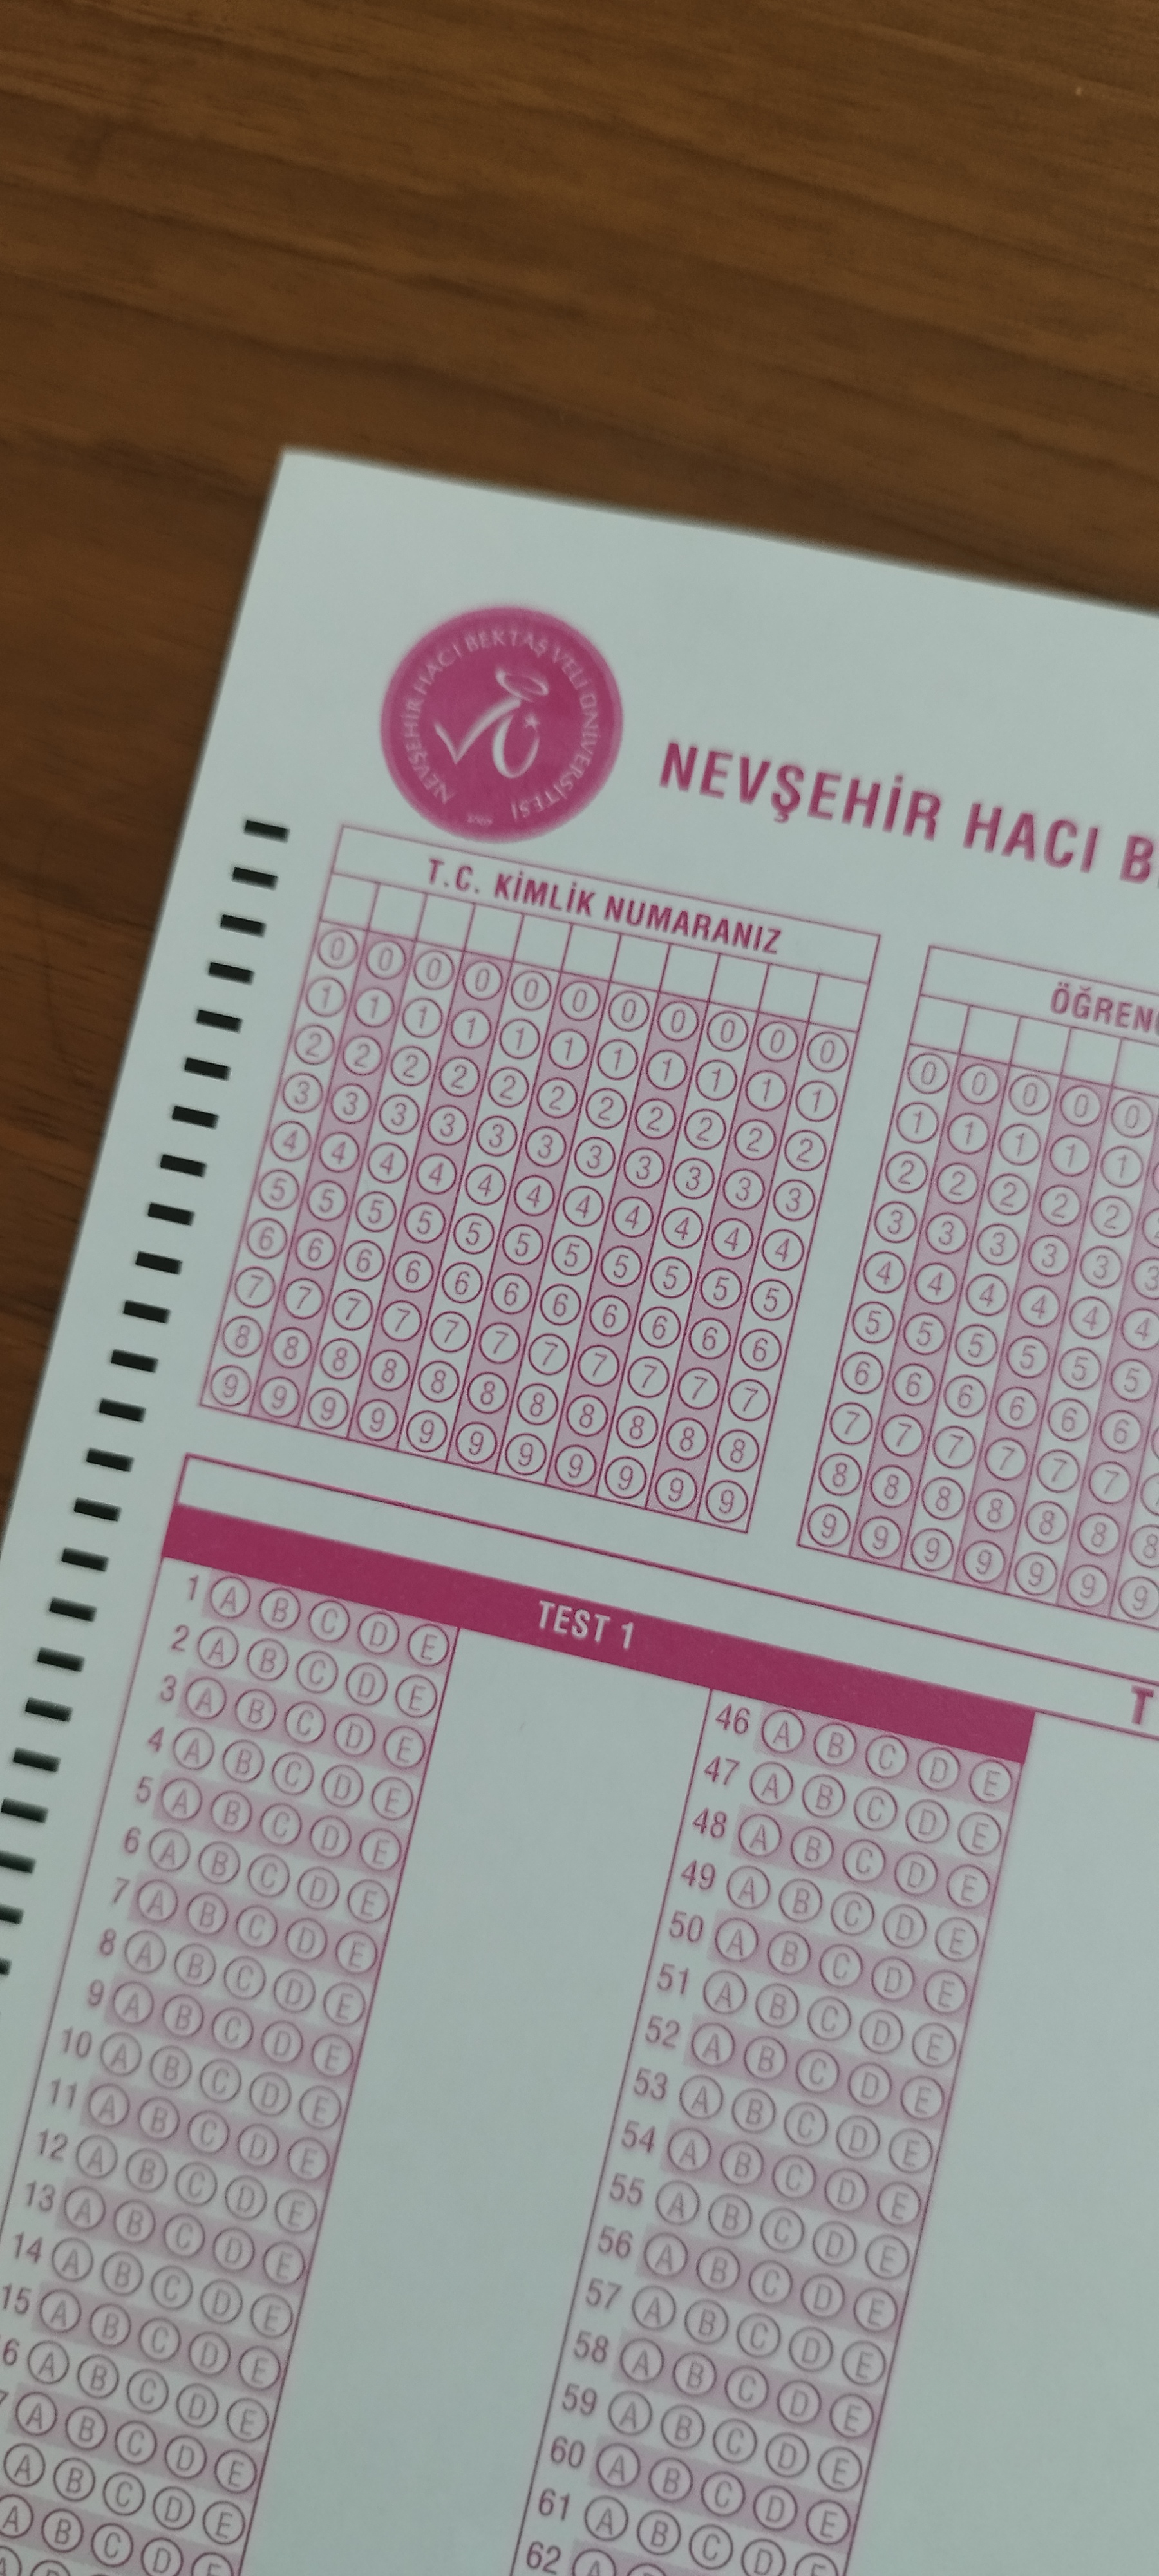 NEVŞEHİR HACI BEKTAŞ VELİ ÜNİVERSİTESİ
NEVŞEHİR HACI B
T.C. KİMLİK NUMARANIZ
0 0 0 0 0 0 0 0 0 0 0
1 1 1 1 1 1 1 1 1 1 1
2 2 2 2 2 2 2 2 2 2 2
3 3 3 3 3 3 3 3 3 3 3
4 4 4 4 4 4 4 4 4 4 4
5 5 5 5 5 5 5 5 5 5 5
6 6 6 6 6 6 6 6 6 6 6
7 7 7 7 7 7 7 7 7 7 7
8 8 8 8 8 8 8 8 8 8 8
9 9 9 9 9 9 9 9 9 9 9
ÖĞREN
0 0 0 0 0
1 1 1 1 1
2 2 2 2 2
3 3 3 3 3 3
4 4 4 4 4 4
5 5 5 5 5 5
6 6 6 6 6 6
7 7 7 7 7 7
8 8 8 8 8 8 8
9 9 9 9 9 9 9
T
TEST 1
1 A B C D E
2 A B C D E
3 A B C D E
4 A B C D E
5 A B C D E
6 A B C D E
7 A B C D E
8 A B C D E
9 A B C D E
10 A B C D E
11 A B C D E
12 A B C D E
13 A B C D E
14 A B C D E
15 A B C D E
6 A B C D E
A B C D E
A B C D E
A B C D E
46 A B C D E
47 A B C D E
48 A B C D E
49 A B C D E
50 A B C D E
51 A B C D E
52 A B C D E
53 A B C D E
54 A B C D E
55 A B C D E
56 A B C D E
57 A B C D E
58 A B C D E
59 A B C D E
60 A B C D E
61 A B C D E
62 A B C D E